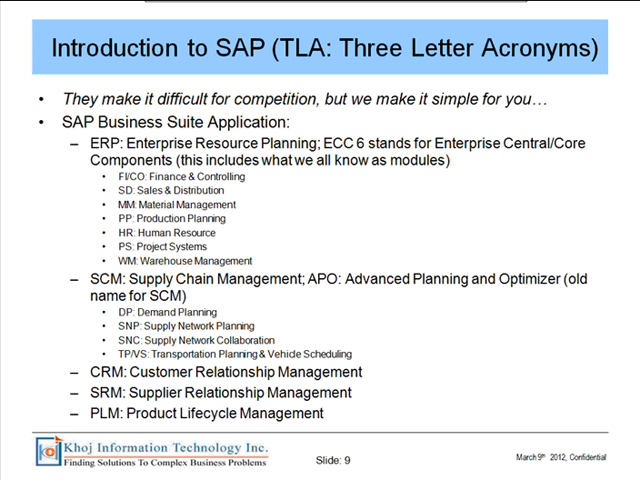 Introduction to SAP (TLA: Three Letter Acronyms)
• They make it difficult for competition, but we make it simple for you…
• SAP Business Suite Application:
– ERP: Enterprise Resource Planning; ECC 6 stands for Enterprise Central/Core
Components (this includes what we all know as modules)
• FI/CO: Finance & Controlling
• SD: Sales & Distribution
• MM: Material Management
• PP: Production Planning
• HR: Human Resource
• PS: Project Systems
• WM: Warehouse Management
– SCM: Supply Chain Management; APO: Advanced Planning and Optimizer (old
name for SCM)
• DP: Demand Planning
• SNP: Supply Network Planning
• SNC: Supply Network Collaboration
• TP/VS: Transportation Planning & Vehicle Scheduling
– CRM: Customer Relationship Management
– SRM: Supplier Relationship Management
– PLM: Product Lifecycle Management
Khoj Information Technology Inc.
Finding Solutions To Complex Business Problems
Slide: 9
March 9th 2012, Confidential